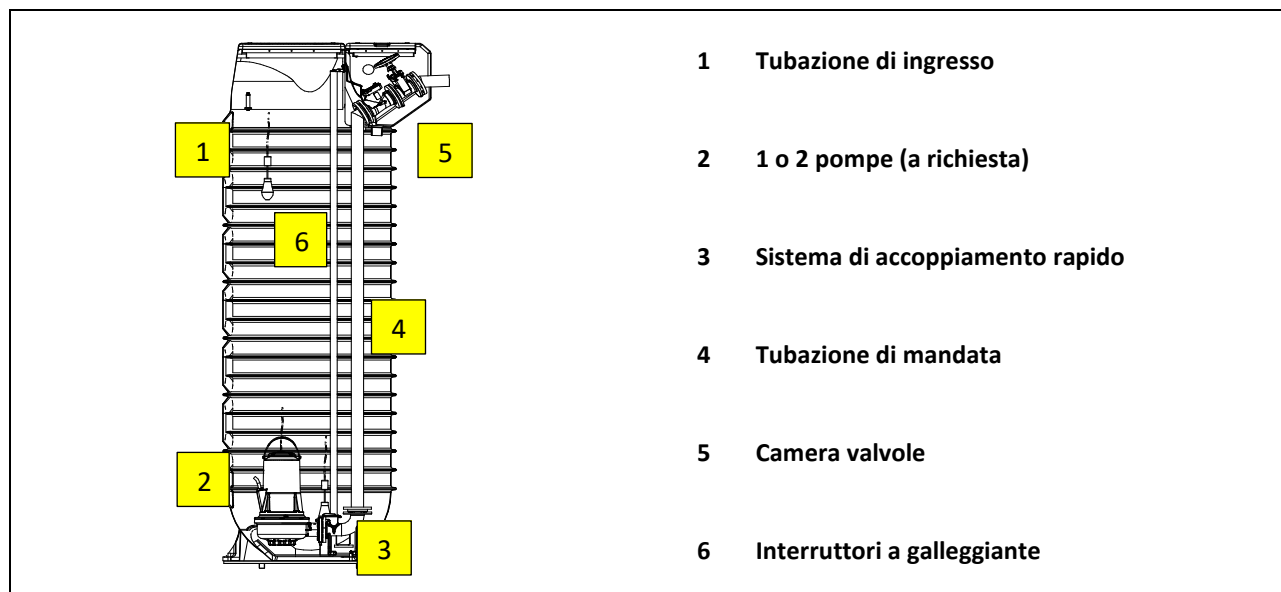 1 Tubazione di ingresso
2 1 o 2 pompe (a richiesta)
3 Sistema di accoppiamento rapido
4 Tubazione di mandata
5 Camera valvole
6 Interruttori a galleggiante
1
5
6
4
2
3